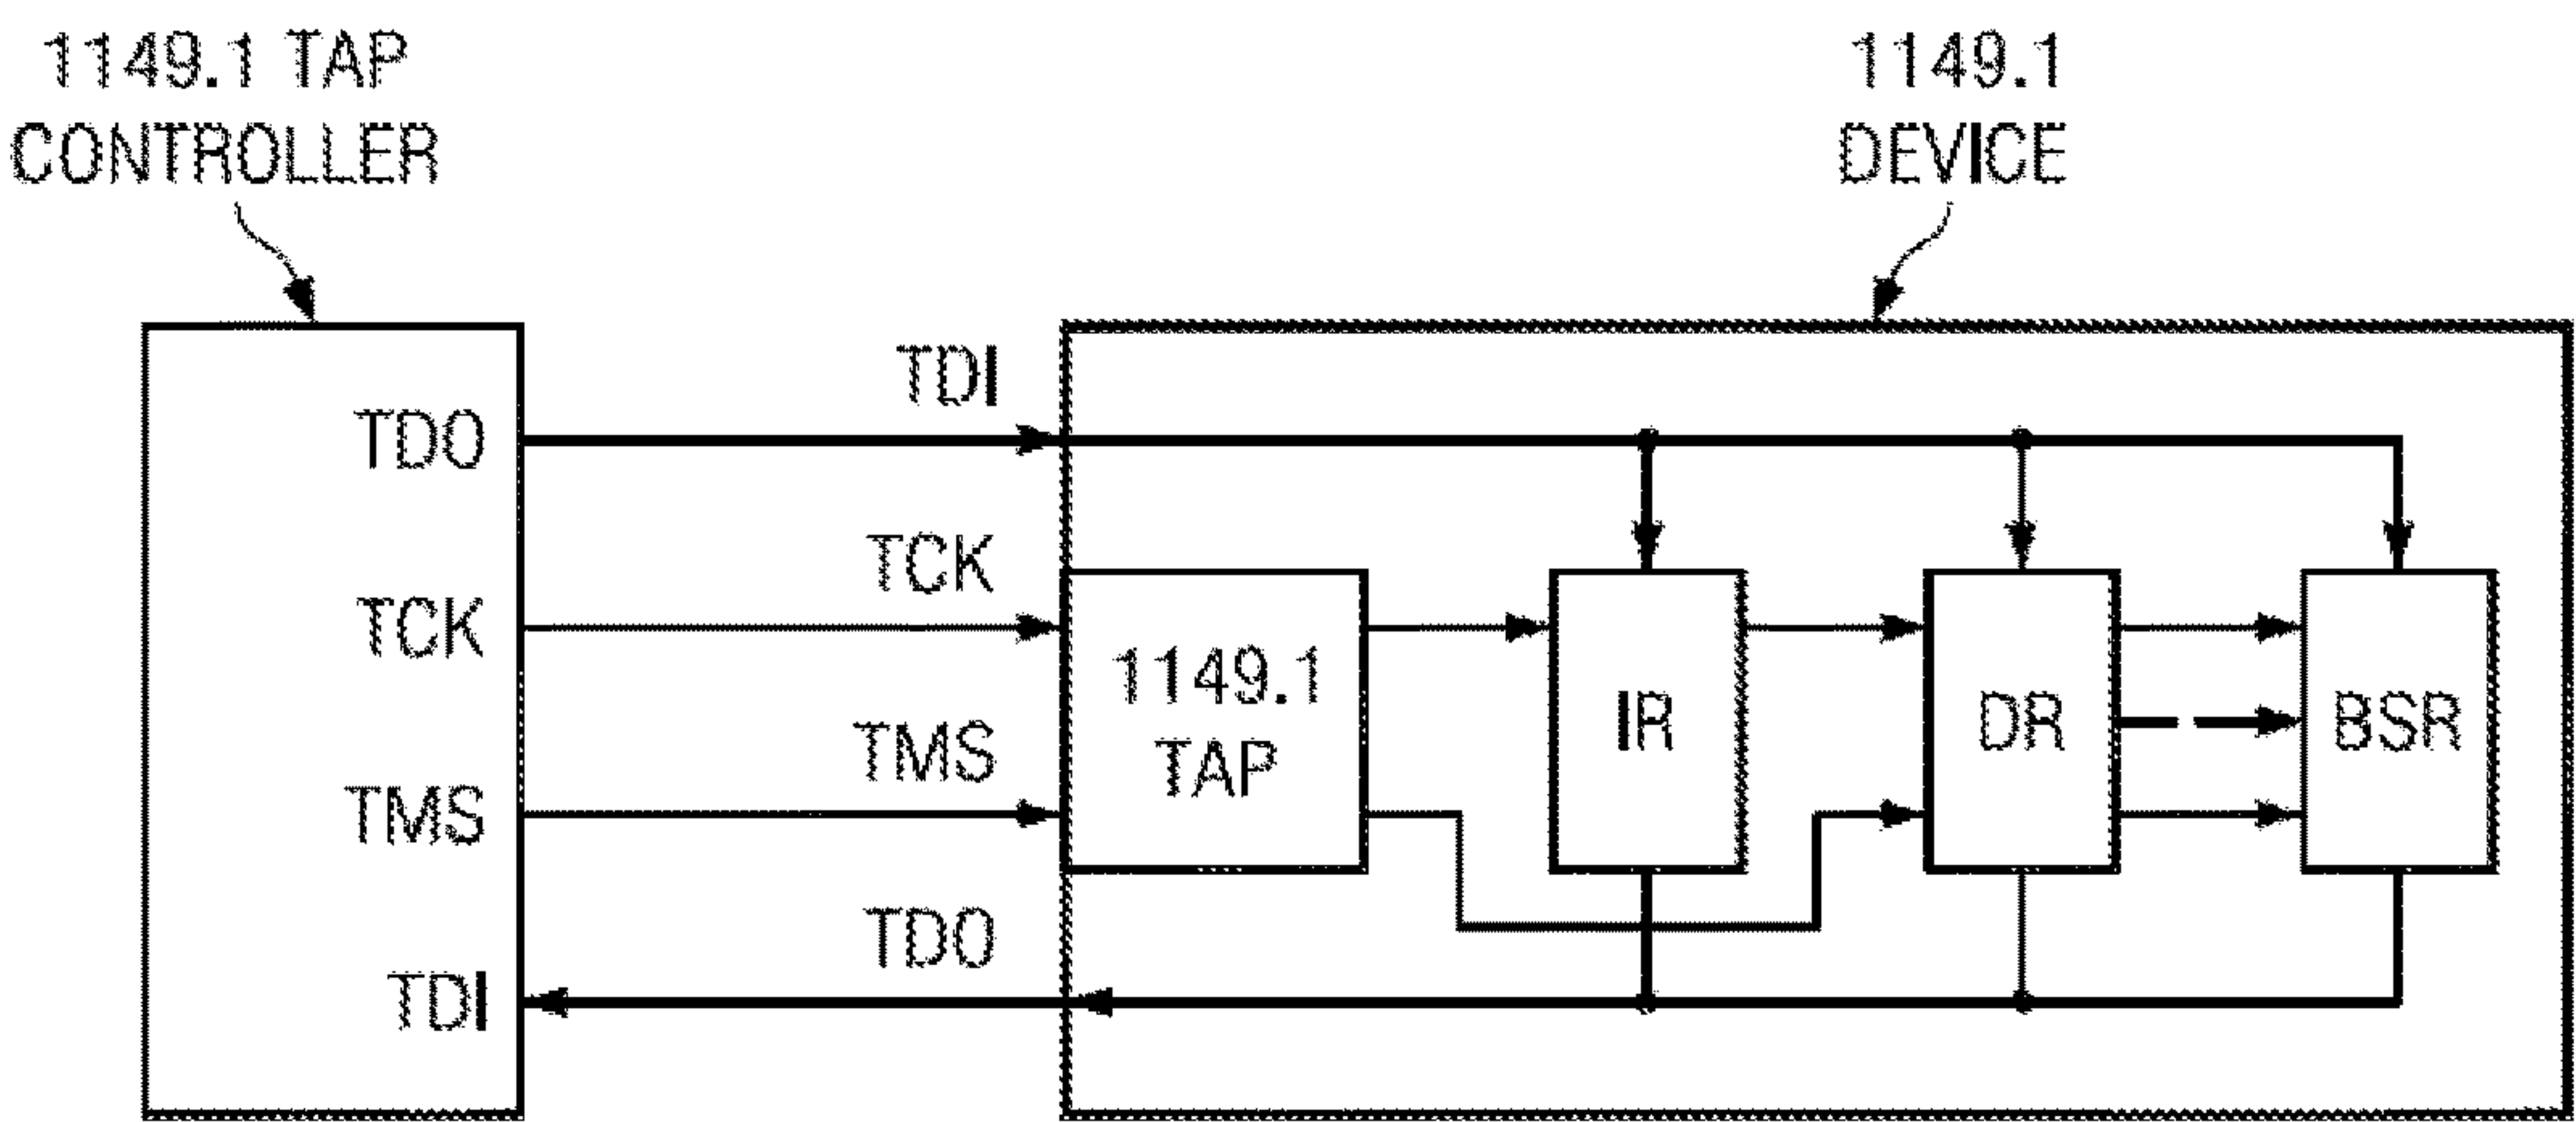 1149.1 TAP
CONTROLLER
1149.1
DEVICE
TDO
TDI
TCK
TCK
TMS
TMS
TDI
TDO
1149.1
TAP
IR
DR
BSR